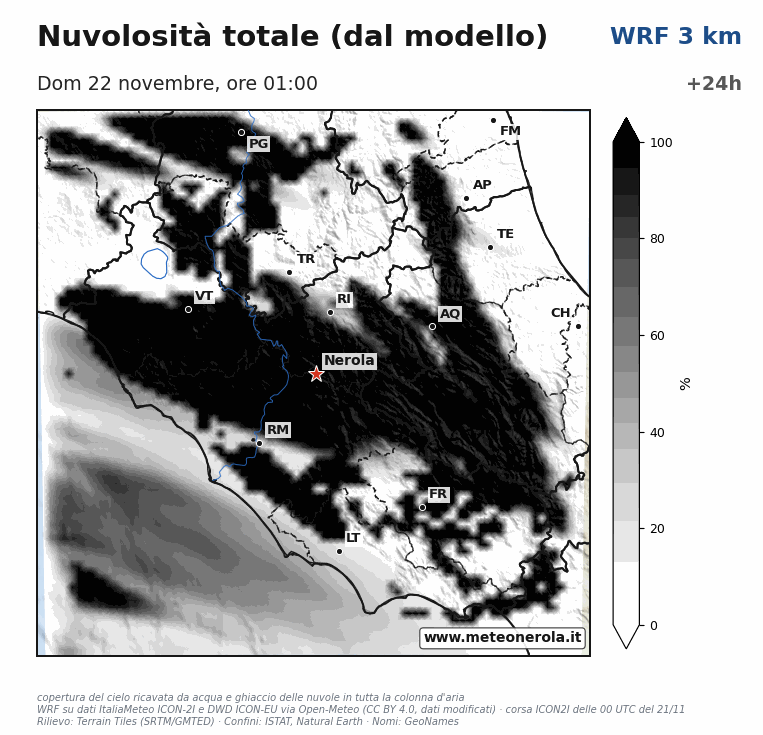 Nuvolosità totale (dal modello)
WRF 3 km
Dom 22 novembre, ore 01:00
+24h
PG
FM
AP
TE
TR
VT
RI
AQ
CH
Nerola
RM
FR
LT
www.meteonerola.it
100
80
60
40
20
0
%
copertura del cielo ricavata da acqua e ghiaccio delle nuvole in tutta la colonna d'aria
WRF su dati ItaliaMeteo ICON-2I e DWD ICON-EU via Open-Meteo (CC BY 4.0, dati modificati) · corsa ICON2I delle 00 UTC del 21/11
Rilievo: Terrain Tiles (SRTM/GMTED) · Confini: ISTAT, Natural Earth · Nomi: GeoNames